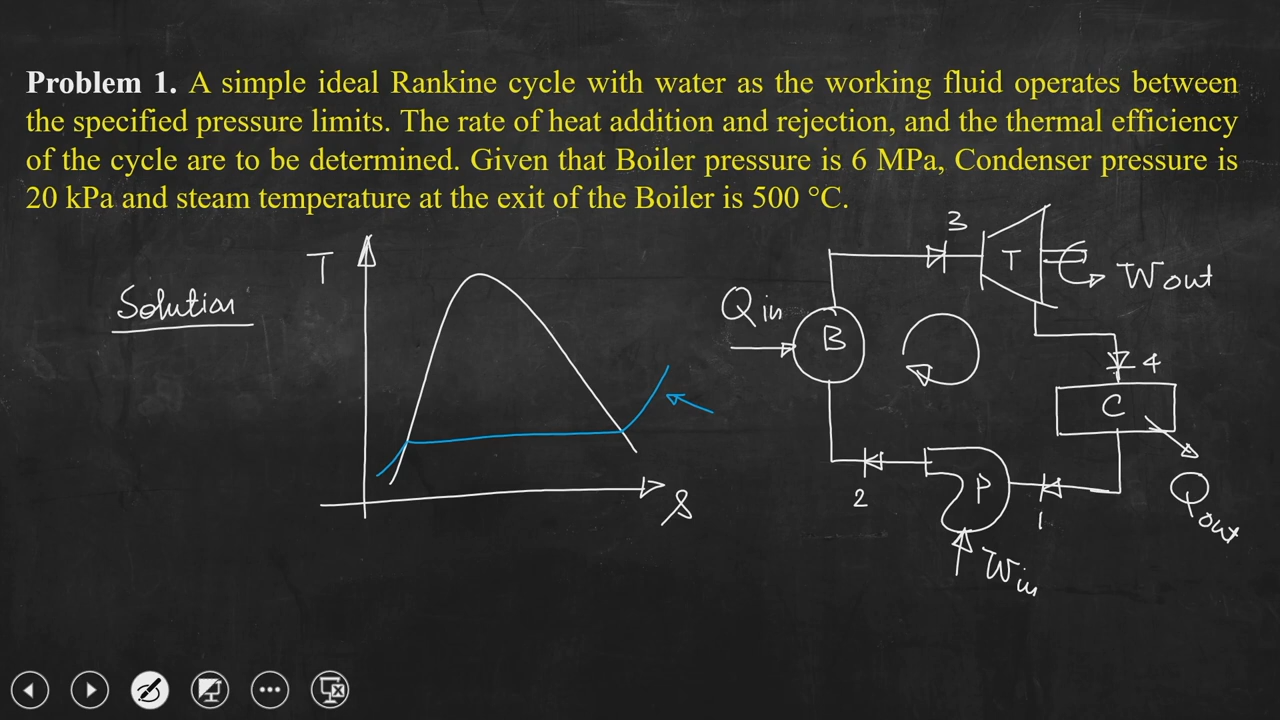 Problem 1. A simple ideal Rankine cycle with water as the working fluid operates between
the specified pressure limits. The rate of heat addition and rejection, and the thermal efficiency
of the cycle are to be determined. Given that Boiler pressure is 6 MPa, Condenser pressure is
20 kPa and steam temperature at the exit of the Boiler is 500 °C.
Solution
T
s
Qin
B
3
T
Wout
4
C
Qout
2
P
1
Win